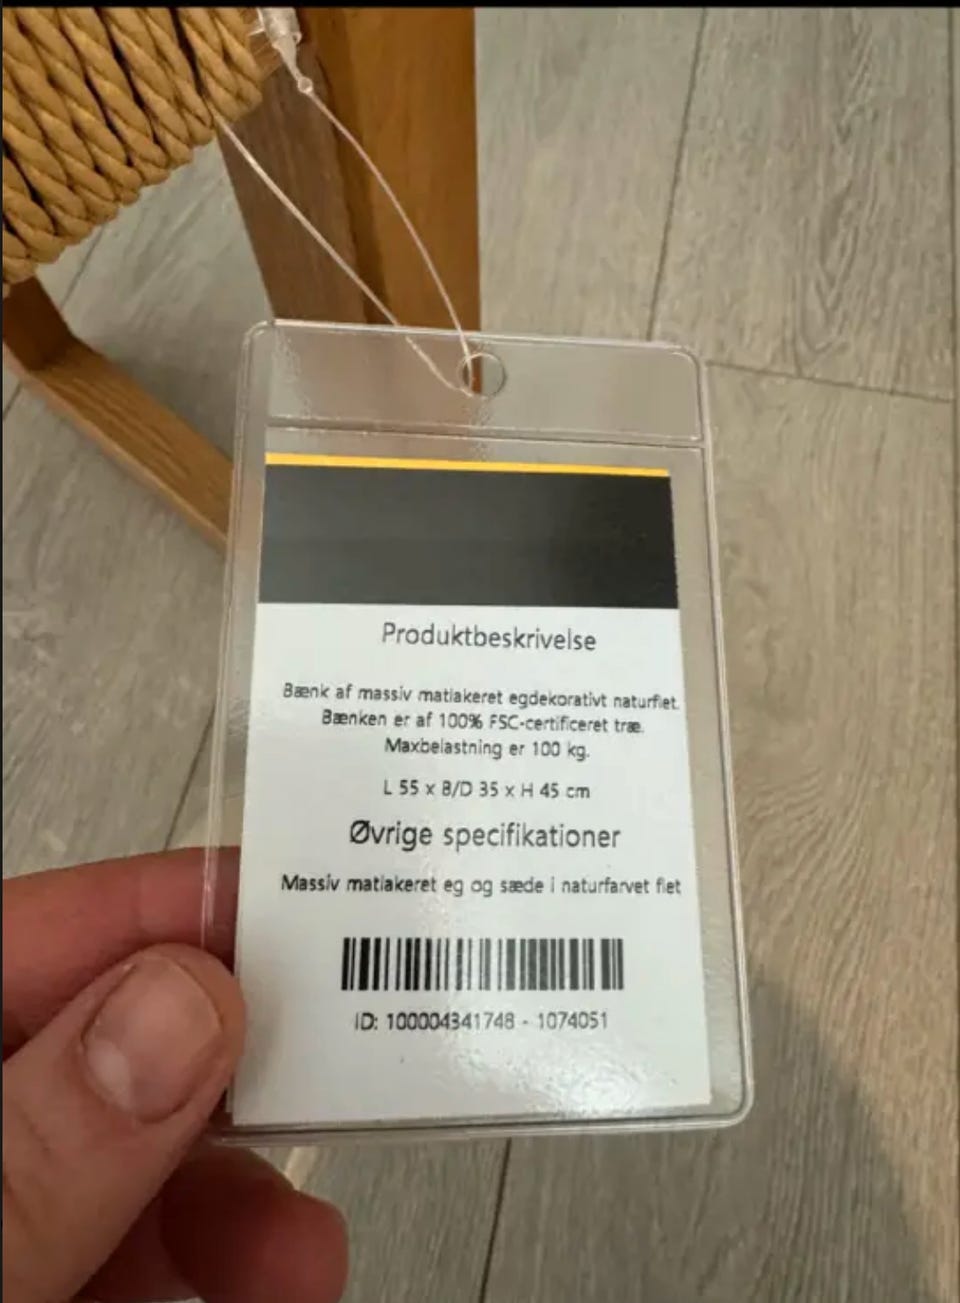 Produktbeskrivelse
Bænk af massiv matlakeret egdekorativt naturflet.
Bænken er af 100% FSC-certificeret træ.
Maxbelastning er 100 kg.
L 55 x B/D 35 x H 45 cm
Øvrige specifikationer
Massiv matlakeret eg og sæde i naturfarvet flet
ID: 100004341748 - 1074051